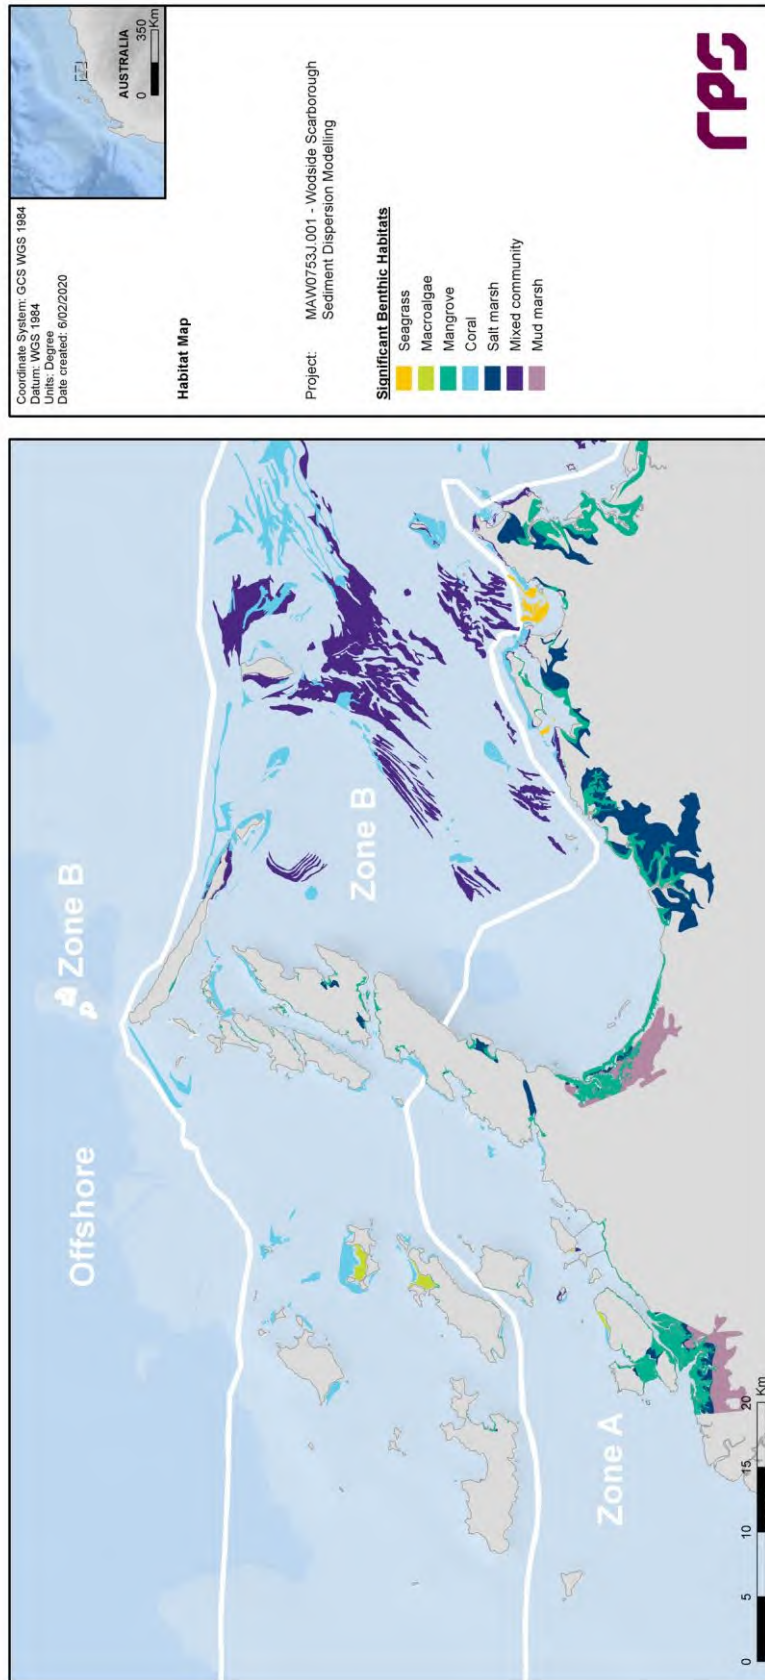 Offshore
Zone B
Zone B
Zone A
0 5 10 15 20
Km
Coordinate System: GCS WGS 1984
Datum: WGS 1984
Units: Degree
Date created: 6/02/2020
AUSTRALIA
0 350
Km
Habitat Map
Project: MAW0753J.001 - Wodside Scarborough
Sediment Dispersion Modelling
Significant Benthic Habitats
Seagrass
Macroalgae
Mangrove
Coral
Salt marsh
Mixed community
Mud marsh
rps